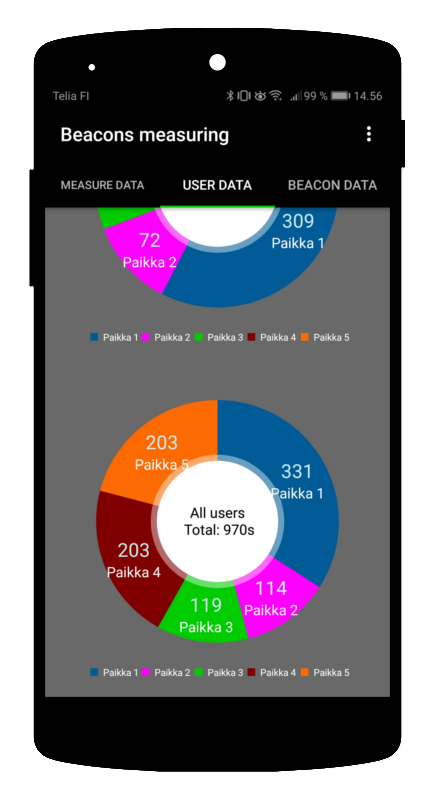 Telia FI 99 % 14.56
Beacons measuring
MEASURE DATA USER DATA BEACON DATA
309
Paikka 1
72
Paikka 2
Paikka 1 Paikka 2 Paikka 3 Paikka 4 Paikka 5
203
Paikka 5
331
Paikka 1
All users
Total: 970s
203
Paikka 4
114
Paikka 2
119
Paikka 3
Paikka 1 Paikka 2 Paikka 3 Paikka 4 Paikka 5